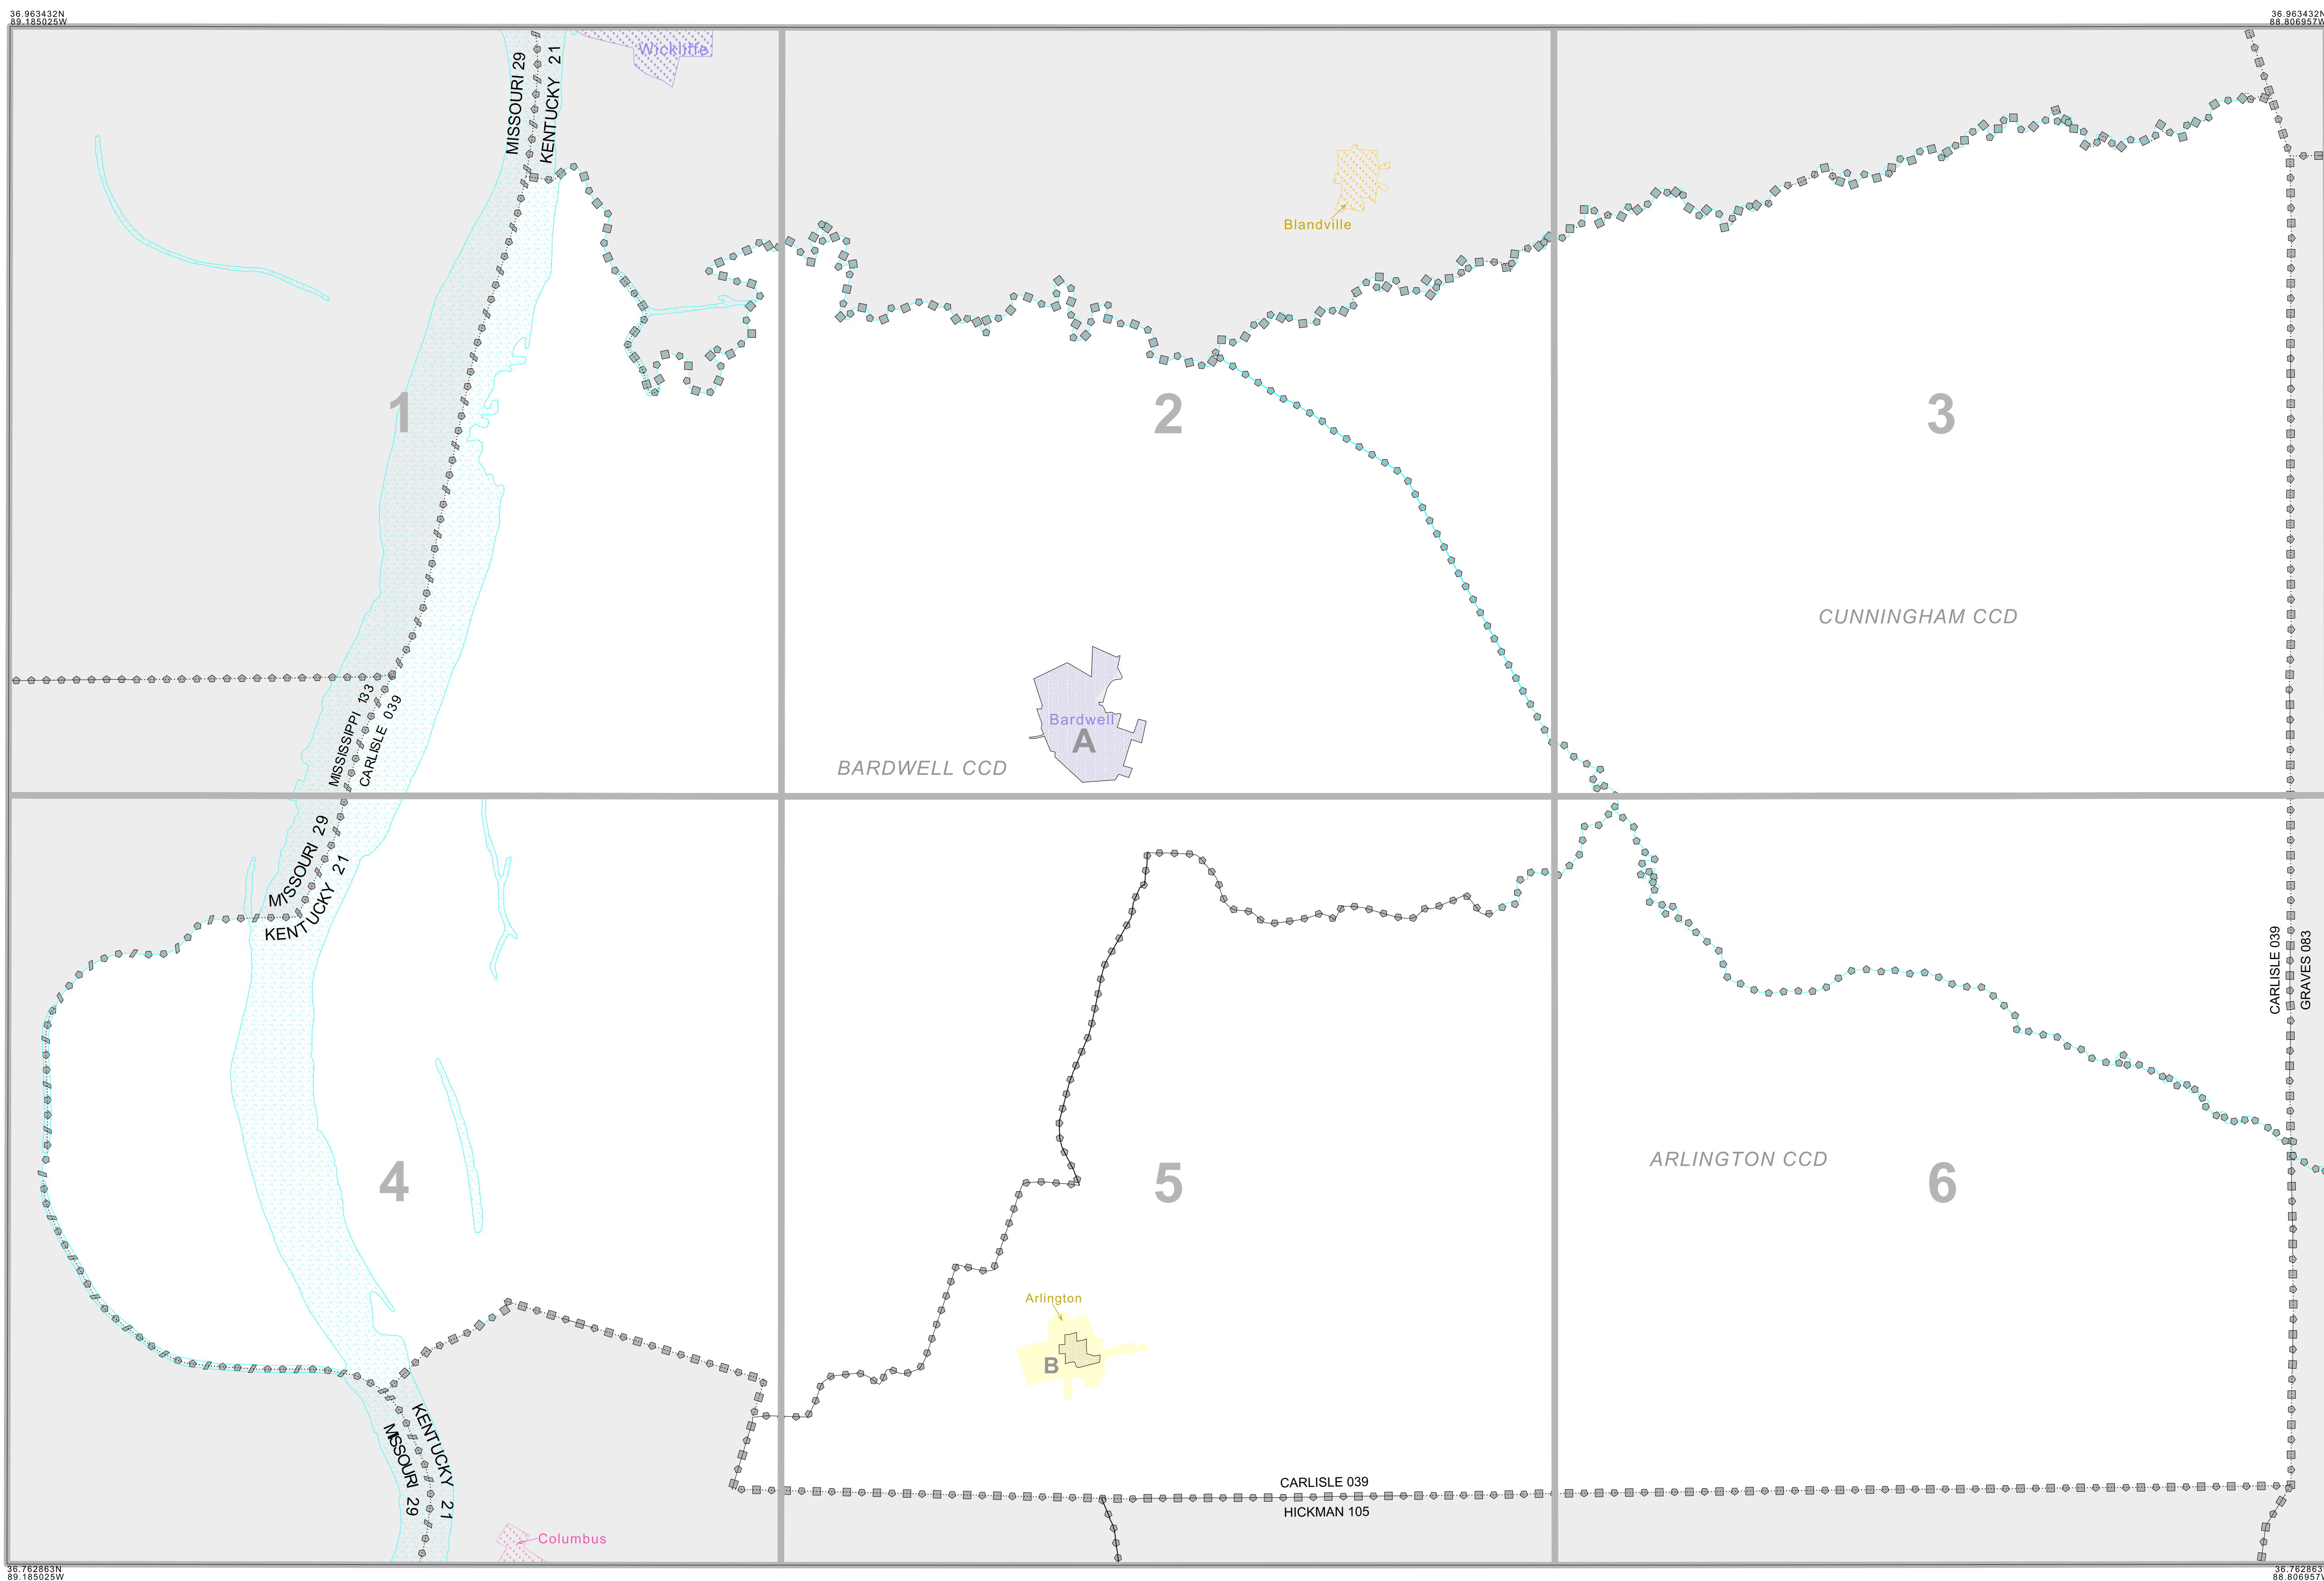 36.963432N
89.185025W
36.963432N
88.806957W
Wickliffe
MISSOURI 29
KENTUCKY 21
Blandville
1
2
3
CUNNINGHAM CCD
MISSISSIPPI 133
CARLISLE 039
Bardwell
A
BARDWELL CCD
MISSOURI 29
KENTUCKY 21
CARLISLE 039
GRAVES 083
ARLINGTON CCD
4
5
6
Arlington
B
KENTUCKY 21
MISSOURI 29
CARLISLE 039
HICKMAN 105
Columbus
36.762863N
89.185025W
36.762863
88.806957W